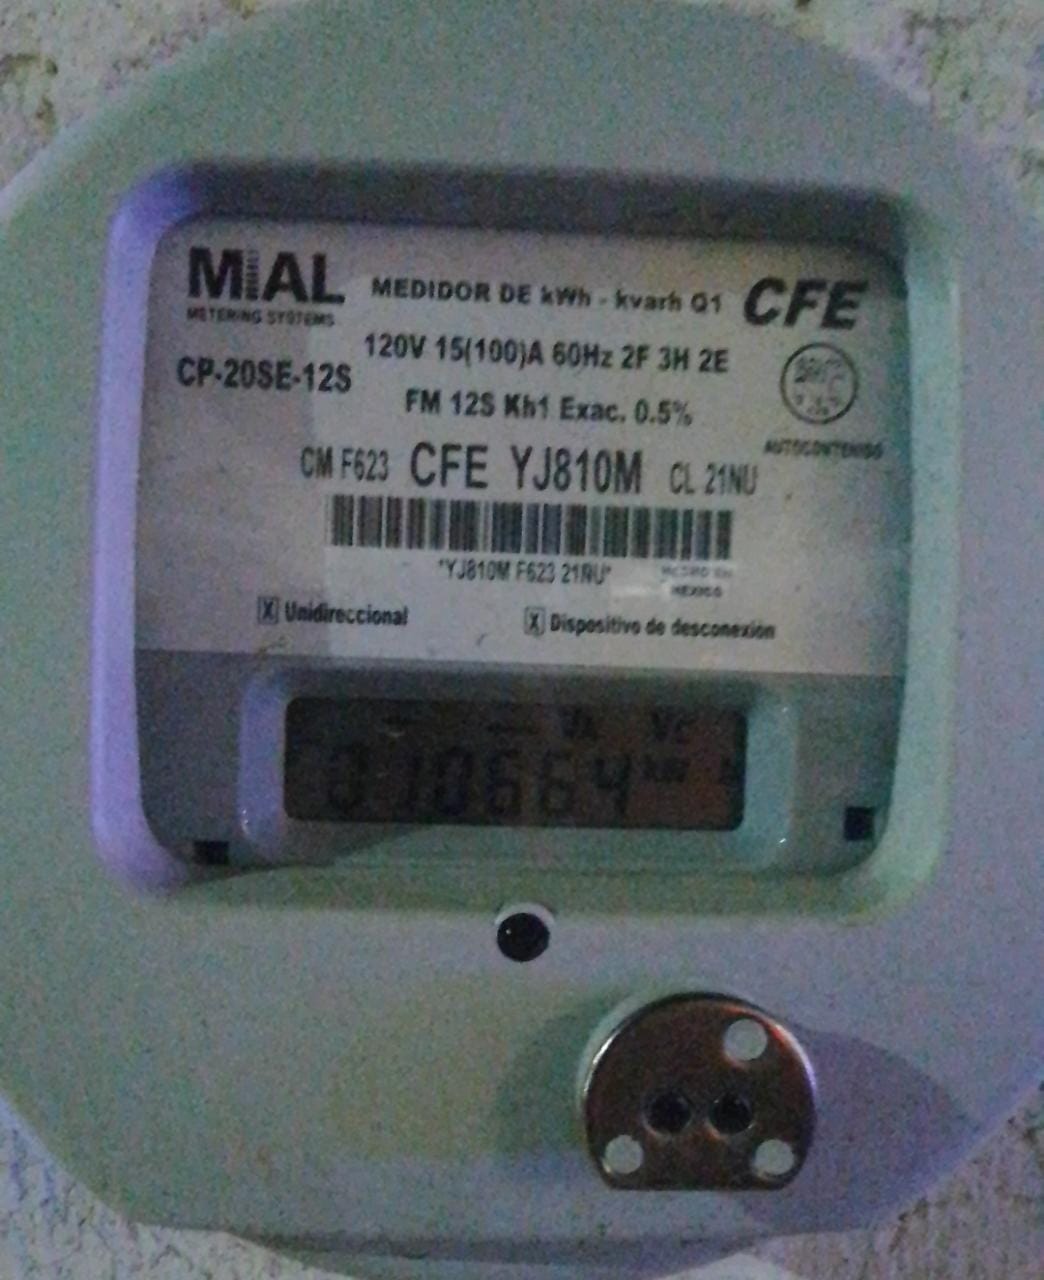 MIAL
METERING SYSTEMS
MEDIDOR DE kWh - kvarh Q1
CFE
120V 15(100)A 60Hz 2F 3H 2E
CP-20SE-12S
FM 12S Kh1 Exac. 0.5%
AUTOCONTENIDO
CM F623 CFE YJ810M CL 21NU
*YJ810M F623 21NU*
HECHO EN
MEXICO
X Unidireccional
X Dispositivo de desconexión
010664